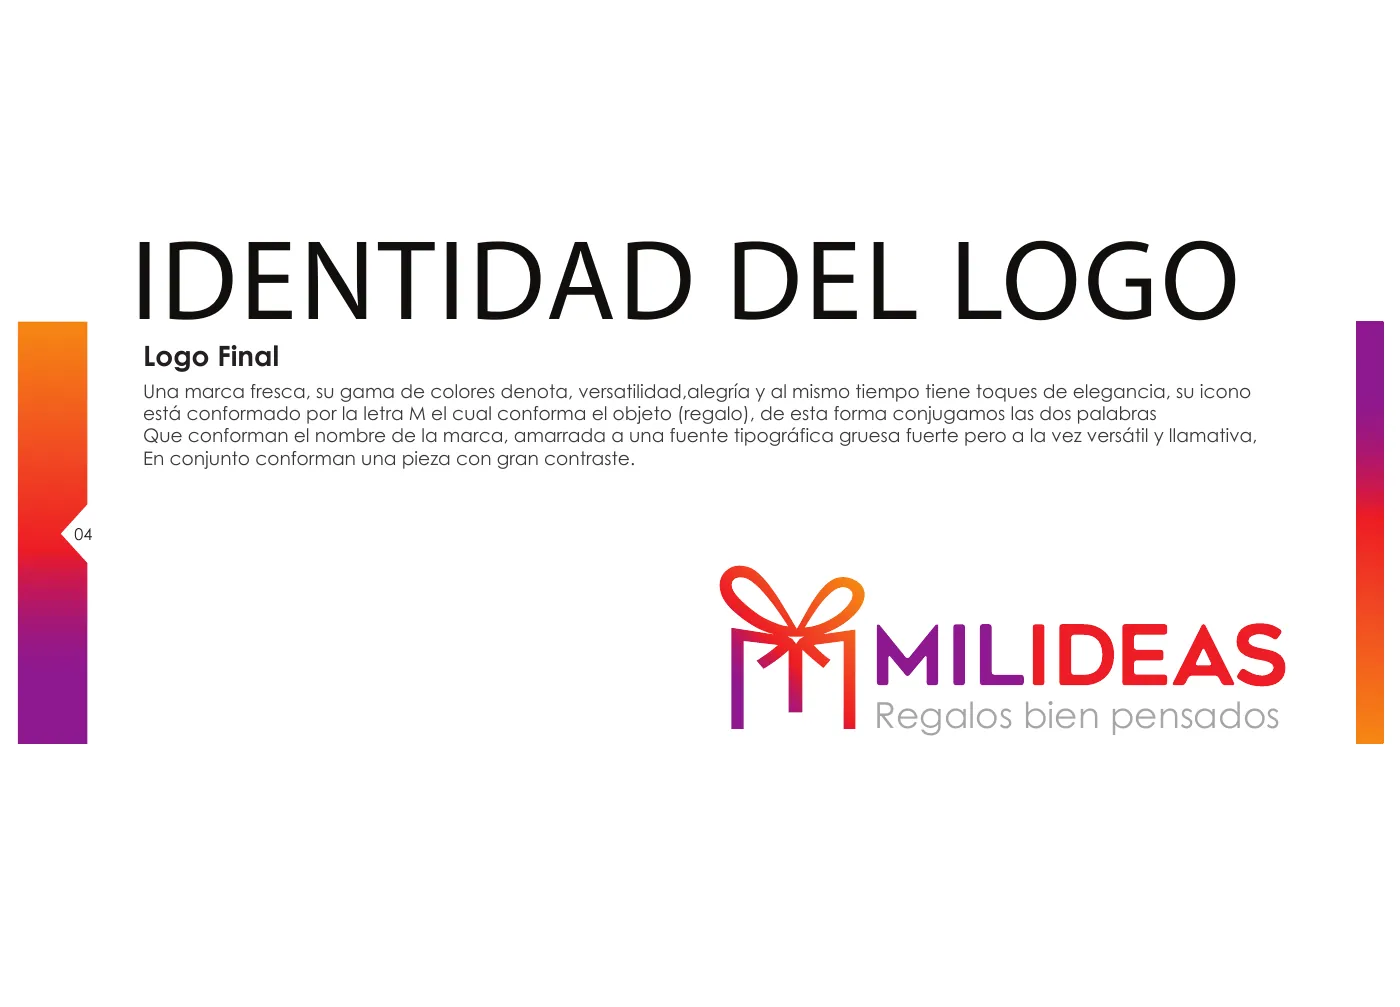 IDENTIDAD DEL LOGO
Logo Final
Una marca fresca, su gama de colores denota, versatilidad,alegría y al mismo tiempo tiene toques de elegancia, su icono
está conformado por la letra M el cual conforma el objeto (regalo), de esta forma conjugamos las dos palabras
Que conforman el nombre de la marca, amarrada a una fuente tipográfica gruesa fuerte pero a la vez versátil y llamativa,
En conjunto conforman una pieza con gran contraste.
04
MILIDEAS
Regalos bien pensados